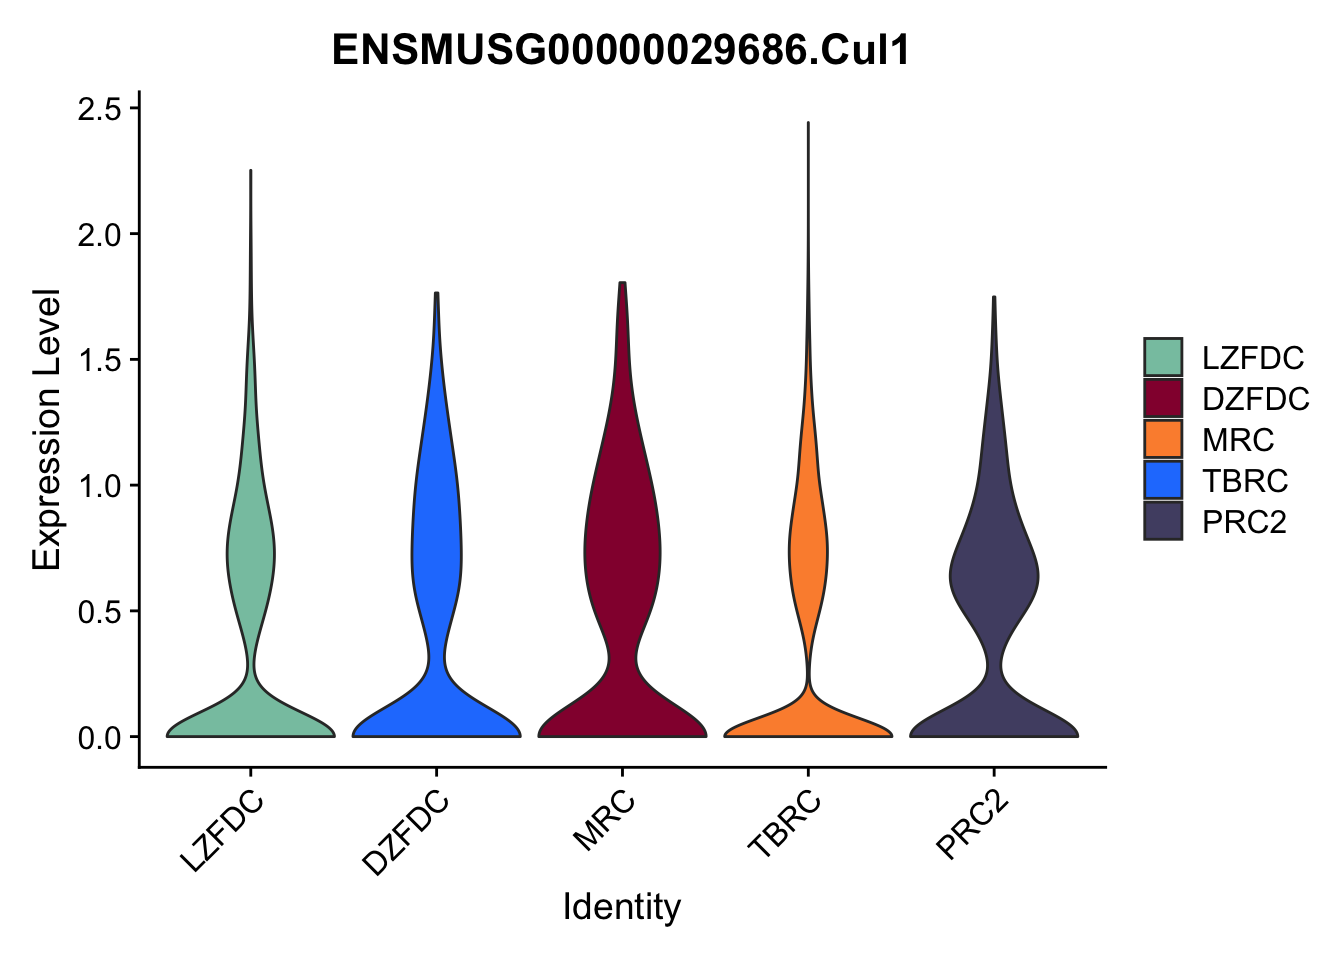 ENSMUSG00000029686.Cul1
Expression Level
2.5
2.0
1.5
1.0
0.5
0.0
LZFDC
DZFDC
MRC
TBRC
PRC2
Identity
LZFDC
DZFDC
MRC
TBRC
PRC2